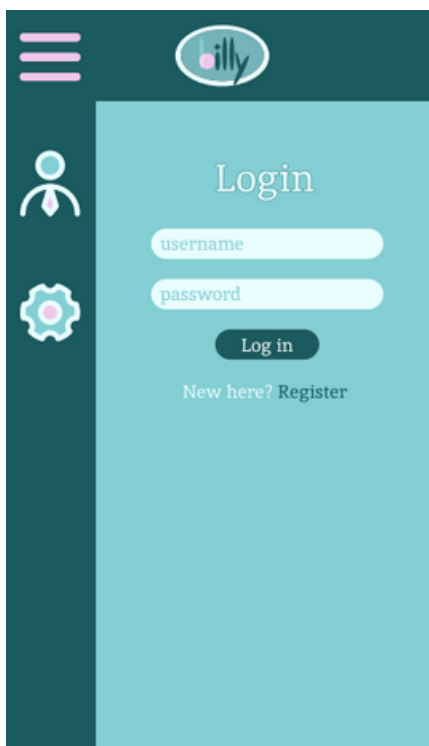 billy
Login
username
password
Log in
New here? Register